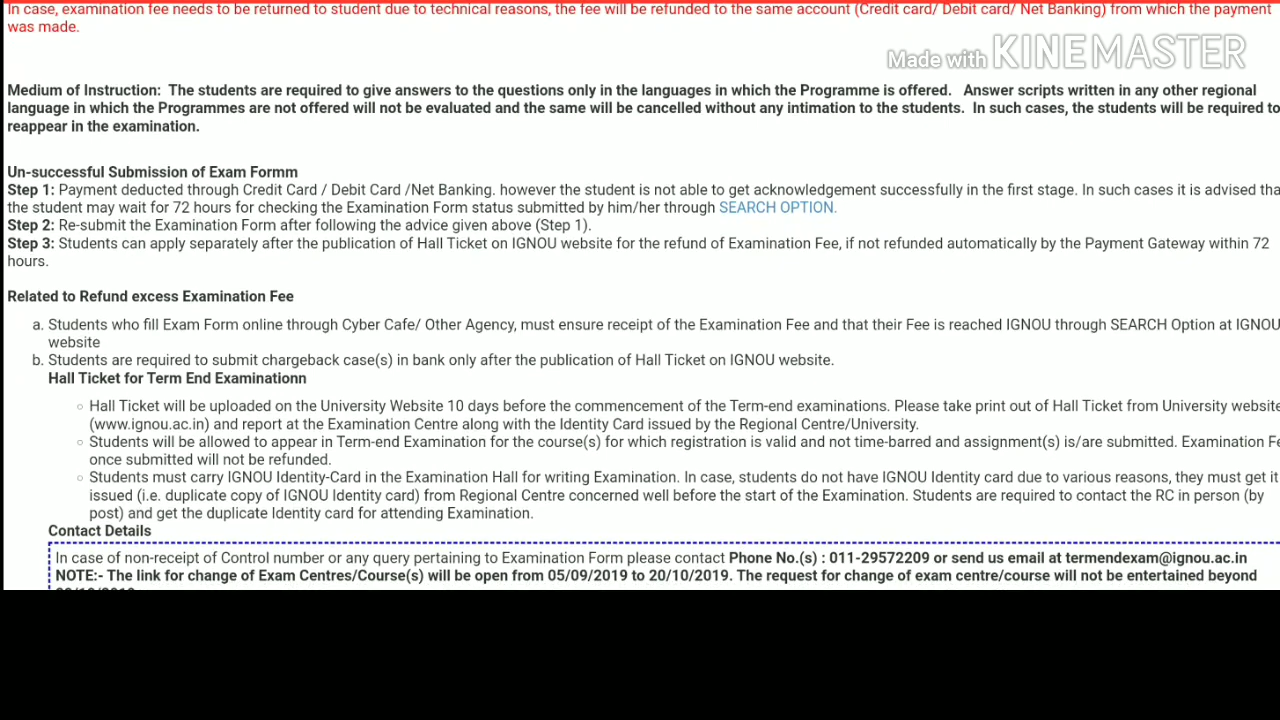 In case, examination fee needs to be returned to student due to technical reasons, the fee will be refunded to the same account (Credit card/ Debit card/ Net Banking) from which the payment
was made.
Made with KINEMASTER
Medium of Instruction: The students are required to give answers to the questions only in the languages in which the Programme is offered. Answer scripts written in any other regional
language in which the Programmes are not offered will not be evaluated and the same will be cancelled without any intimation to the students. In such cases, the students will be required to
reappear in the examination.
Un-successful Submission of Exam Formm
Step 1: Payment deducted through Credit Card / Debit Card /Net Banking. however the student is not able to get acknowledgement successfully in the first stage. In such cases it is advised tha
the student may wait for 72 hours for checking the Examination Form status submitted by him/her through SEARCH OPTION.
Step 2: Re-submit the Examination Form after following the advice given above (Step 1).
Step 3: Students can apply separately after the publication of Hall Ticket on IGNOU website for the refund of Examination Fee, if not refunded automatically by the Payment Gateway within 72
hours.
Related to Refund excess Examination Fee
a. Students who fill Exam Form online through Cyber Cafe/ Other Agency, must ensure receipt of the Examination Fee and that their Fee is reached IGNOU through SEARCH Option at IGNOU
website
b. Students are required to submit chargeback case(s) in bank only after the publication of Hall Ticket on IGNOU website.
Hall Ticket for Term End Examinationn
Hall Ticket will be uploaded on the University Website 10 days before the commencement of the Term-end examinations. Please take print out of Hall Ticket from University website
(www.ignou.ac.in) and report at the Examination Centre along with the Identity Card issued by the Regional Centre/University.
Students will be allowed to appear in Term-end Examination for the course(s) for which registration is valid and not time-barred and assignment(s) is/are submitted. Examination Fe
once submitted will not be refunded.
Students must carry IGNOU Identity-Card in the Examination Hall for writing Examination. In case, students do not have IGNOU Identity card due to various reasons, they must get it
issued (i.e. duplicate copy of IGNOU Identity card) from Regional Centre concerned well before the start of the Examination. Students are required to contact the RC in person (by
post) and get the duplicate Identity card for attending Examination.
Contact Details
In case of non-receipt of Control number or any query pertaining to Examination Form please contact Phone No.(s) : 011-29572209 or send us email at termendexam@ignou.ac.in
NOTE:- The link for change of Exam Centres/Course(s) will be open from 05/09/2019 to 20/10/2019. The request for change of exam centre/course will not be entertained beyond